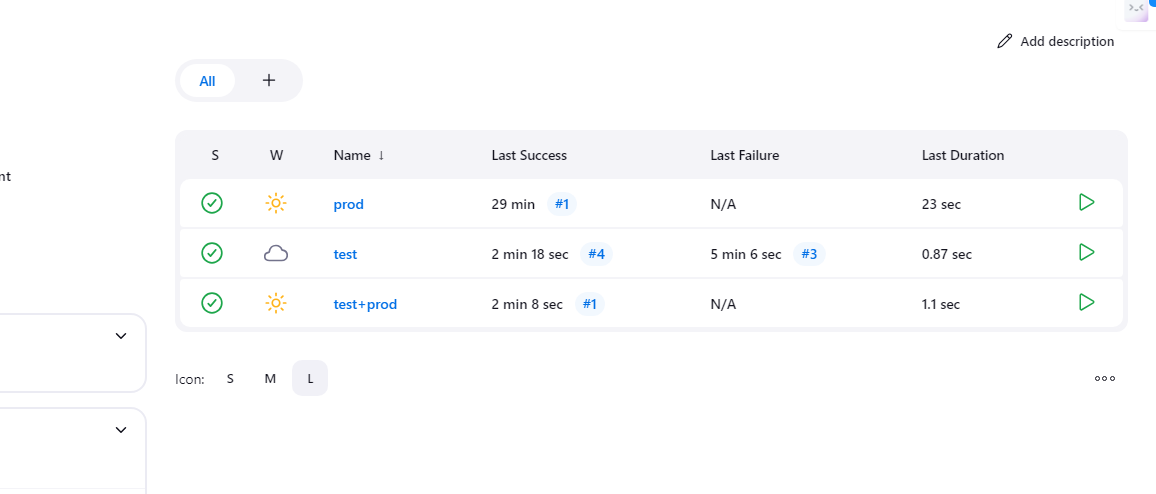 Add description
All +
S W Name ↓ Last Success Last Failure Last Duration
nt
prod 29 min #1 N/A 23 sec
test 2 min 18 sec #4 5 min 6 sec #3 0.87 sec
test+prod 2 min 8 sec #1 N/A 1.1 sec
Icon: S M L